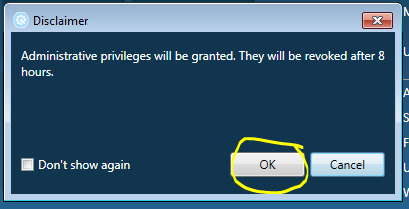 Disclaimer
Administrative privileges will be granted. They will be revoked after 8
hours.
Don't show again
OK
Cancel